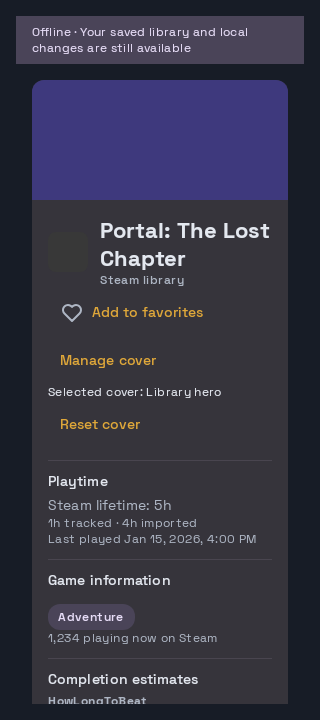 Offline · Your saved library and local
changes are still available
Portal: The Lost
Chapter
Steam library
Add to favorites
Manage cover
Selected cover: Library hero
Reset cover
Playtime
Steam lifetime: 5h
1h tracked · 4h imported
Last played Jan 15, 2026, 4:00 PM
Game information
Adventure
1,234 playing now on Steam
Completion estimates
HowLongToBeat